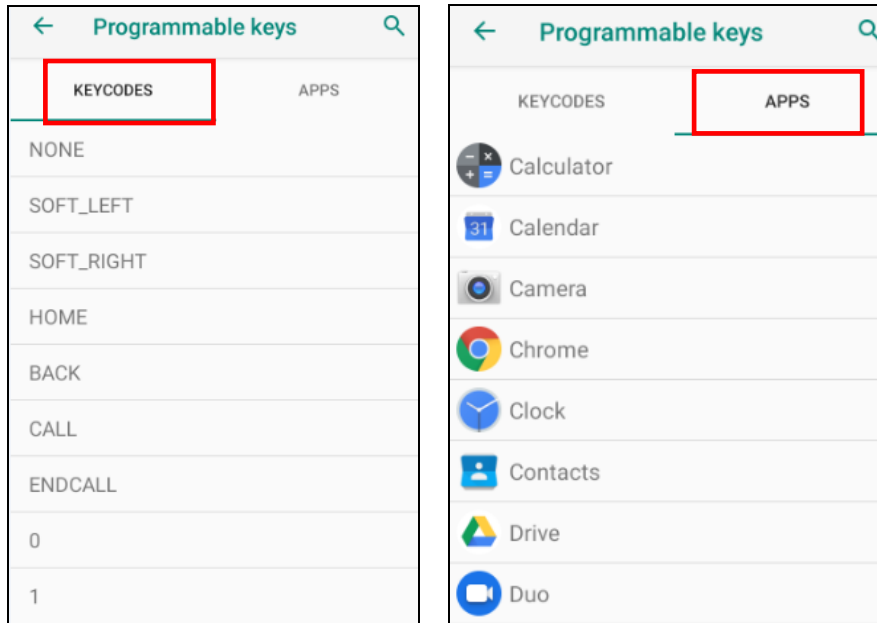 Programmable keys
KEYCODES APPS
NONE
SOFT_LEFT
SOFT_RIGHT
HOME
BACK
CALL
ENDCALL
0
1
Programmable keys
KEYCODES APPS
Calculator
31 Calendar
Camera
Chrome
Clock
Contacts
Drive
Duo